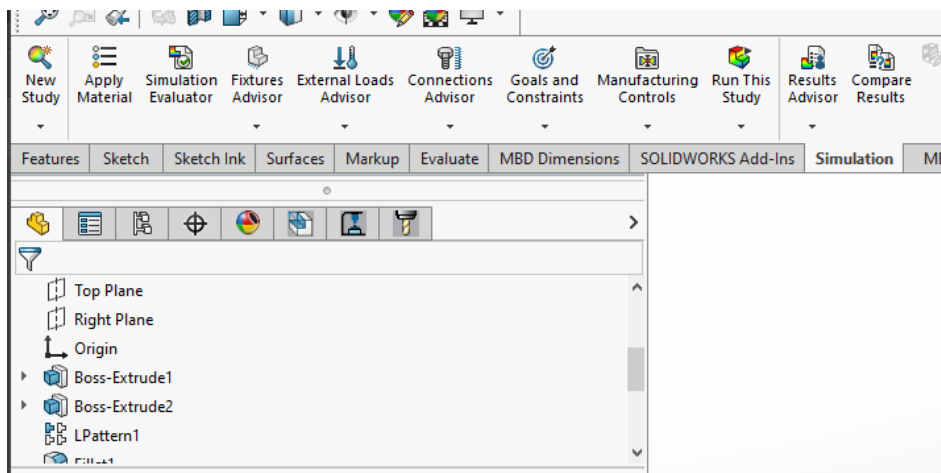 New Study
Apply Material
Simulation Evaluator
Fixtures Advisor
External Loads Advisor
Connections Advisor
Goals and Constraints
Manufacturing Controls
Run This Study
Results Advisor
Compare Results
Features
Sketch
Sketch Ink
Surfaces
Markup
Evaluate
MBD Dimensions
SOLIDWORKS Add-Ins
Simulation
Top Plane
Right Plane
Origin
Boss-Extrude1
Boss-Extrude2
LPattern1
Fillet1